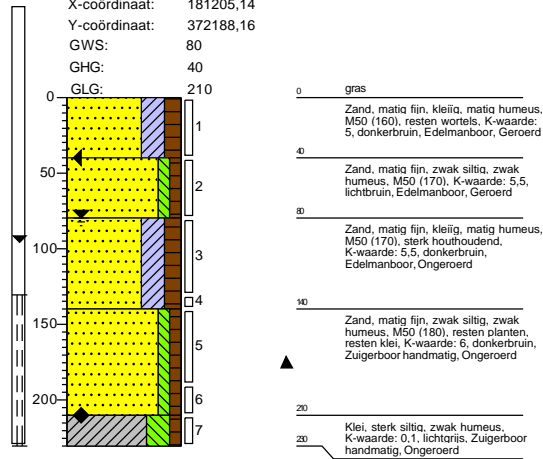 X-coördinaat: 181205,14
Y-coördinaat: 372188,16
GWS: 80
GHG: 40
GLG: 210
0
50
100
150
200
1
2
3
4
5
6
7
0 gras
Zand, matig fijn, kleiïg, matig humeus,
M50 (160), resten wortels, K-waarde:
5, donkerbruin, Edelmanboor, Geroerd
40
Zand, matig fijn, zwak siltig, zwak
humeus, M50 (170), K-waarde: 5,5,
lichtbruin, Edelmanboor, Geroerd
80
Zand, matig fijn, kleiïg, matig humeus,
M50 (170), sterk houthoudend,
K-waarde: 5,5, donkerbruin,
Edelmanboor, Ongeroerd
140
Zand, matig fijn, zwak siltig, zwak
humeus, M50 (180), resten planten,
resten klei, K-waarde: 6, donkerbruin,
Zuigerboor handmatig, Ongeroerd
210
Klei, sterk siltig, zwak humeus,
K-waarde: 0,1, lichtgrijs, Zuigerboor
handmatig, Ongeroerd
230